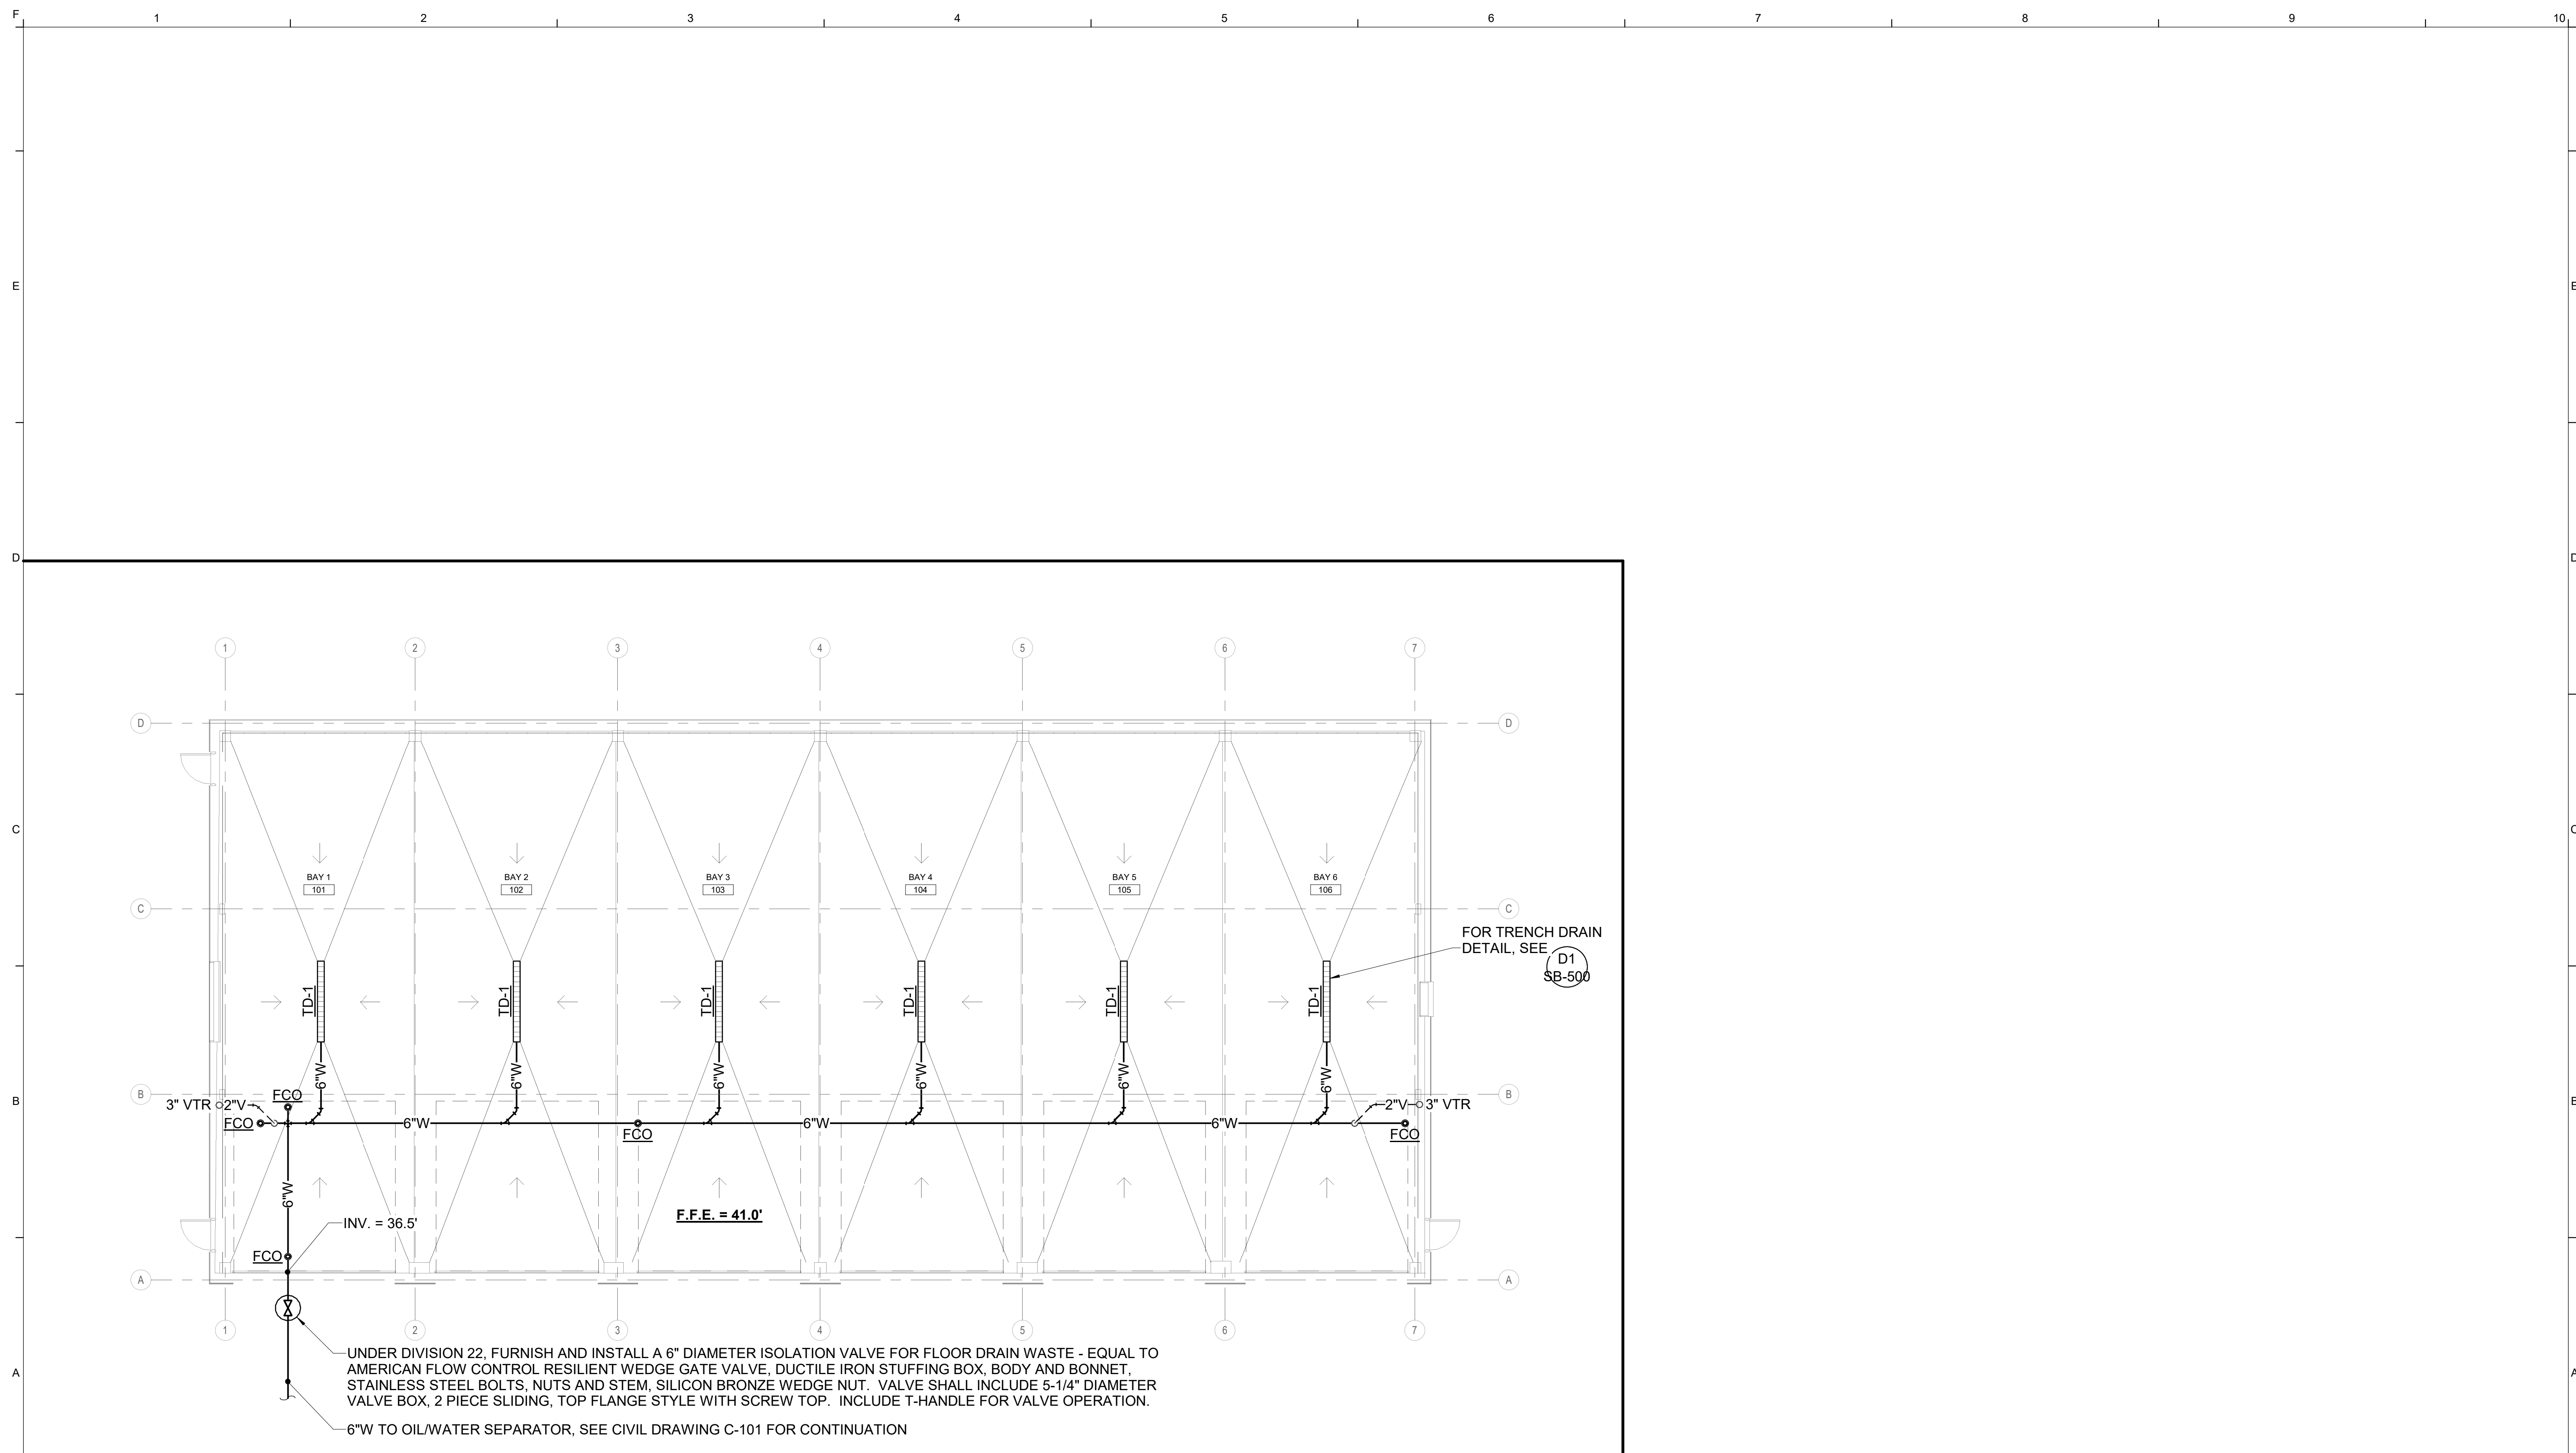 F
1 2 3 4 5 6 7 8 9 10
E E
D D
1 2 3 4 5 6 7
D D
C C
BAY 1 BAY 2 BAY 3 BAY 4 BAY 5 BAY 6
101 102 103 104 105 106
C C
FOR TRENCH DRAIN
DETAIL, SEE
D1
SB-500
TD-1 TD-1 TD-1 TD-1 TD-1 TD-1
6"W 6"W 6"W 6"W 6"W 6"W
B B
FCO
B B
3" VTR 2"V 2"V 3" VTR
FCO 6"W 6"W 6"W
FCO FCO
6"W
F.F.E. = 41.0'
INV. = 36.5'
FCO
A A
1 2 3 4 5 6 7
UNDER DIVISION 22, FURNISH AND INSTALL A 6" DIAMETER ISOLATION VALVE FOR FLOOR DRAIN WASTE - EQUAL TO
AMERICAN FLOW CONTROL RESILIENT WEDGE GATE VALVE, DUCTILE IRON STUFFING BOX, BODY AND BONNET,
A A
STAINLESS STEEL BOLTS, NUTS AND STEM, SILICON BRONZE WEDGE NUT. VALVE SHALL INCLUDE 5-1/4" DIAMETER
VALVE BOX, 2 PIECE SLIDING, TOP FLANGE STYLE WITH SCREW TOP. INCLUDE T-HANDLE FOR VALVE OPERATION.
6"W TO OIL/WATER SEPARATOR, SEE CIVIL DRAWING C-101 FOR CONTINUATION